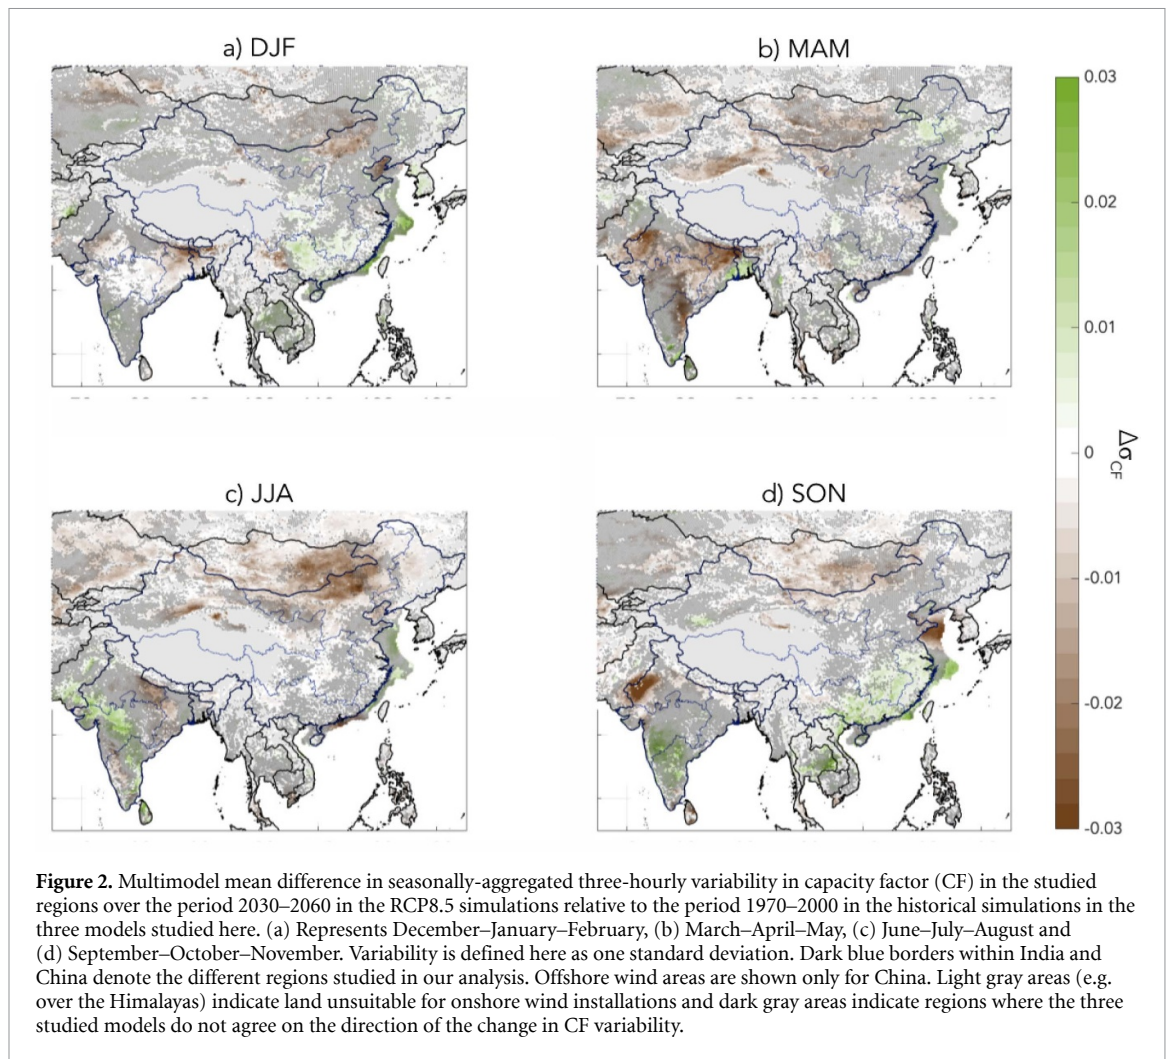 a) DJF
b) MAM
0.03
0.02
0.01
0
-0.01
-0.02
-0.03
ΔσCF
c) JJA
d) SON
Figure 2. Multimodel mean difference in seasonally-aggregated three-hourly variability in capacity factor (CF) in the studied
regions over the period 2030–2060 in the RCP8.5 simulations relative to the period 1970–2000 in the historical simulations in the
three models studied here. (a) Represents December–January–February, (b) March–April–May, (c) June–July–August and
(d) September–October–November. Variability is defined here as one standard deviation. Dark blue borders within India and
China denote the different regions studied in our analysis. Offshore wind areas are shown only for China. Light gray areas (e.g.
over the Himalayas) indicate land unsuitable for onshore wind installations and dark gray areas indicate regions where the three
studied models do not agree on the direction of the change in CF variability.